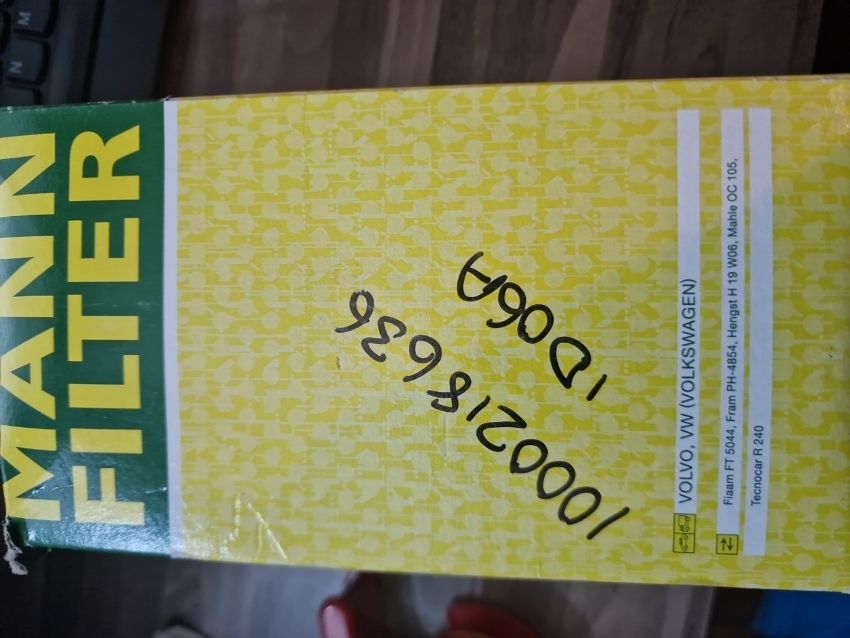 MANN
FILTER
1000218636
1D06A
VOLVO, VW (VOLKSWAGEN)
Fiaam FT 5044, Fram PH-4854, Hengst H 19 W06, Mahle OC 105,
Tecnocar R 240
N
M